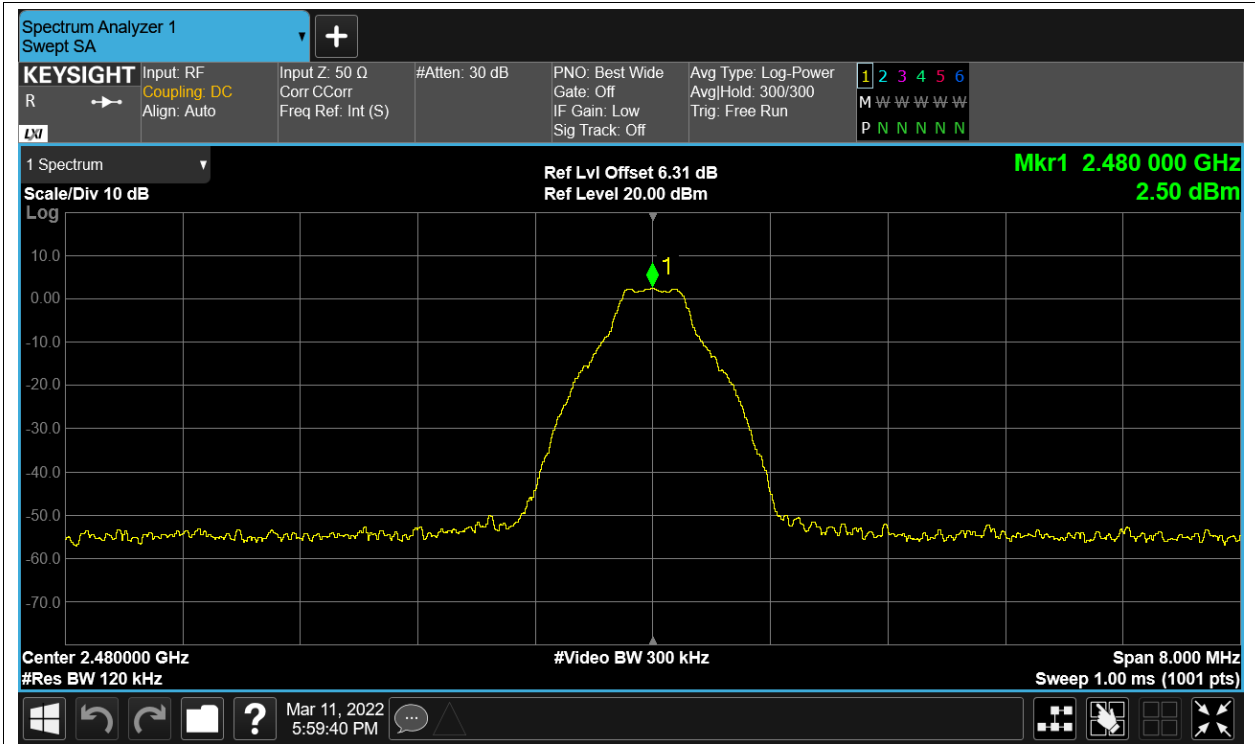 Spectrum Analyzer 1
Swept SA
KEYSIGHT
R
LXI
Input: RF
Coupling: DC
Align: Auto
Input Z: 50 Ω
Corr CCorr
Freq Ref: Int (S)
#Atten: 30 dB
PNO: Best Wide
Gate: Off
IF Gain: Low
Sig Track: Off
Avg Type: Log-Power
Avg|Hold: 300/300
Trig: Free Run
1 2 3 4 5 6
M W W W W W
P N N N N N
1 Spectrum
Scale/Div 10 dB
Ref Lvl Offset 6.31 dB
Ref Level 20.00 dBm
Mkr1 2.480 000 GHz
2.50 dBm
Log
10.0
0.00
-10.0
-20.0
-30.0
-40.0
-50.0
-60.0
-70.0
1
Center 2.480000 GHz
#Res BW 120 kHz
#Video BW 300 kHz
Span 8.000 MHz
Sweep 1.00 ms (1001 pts)
?
Mar 11, 2022
5:59:40 PM